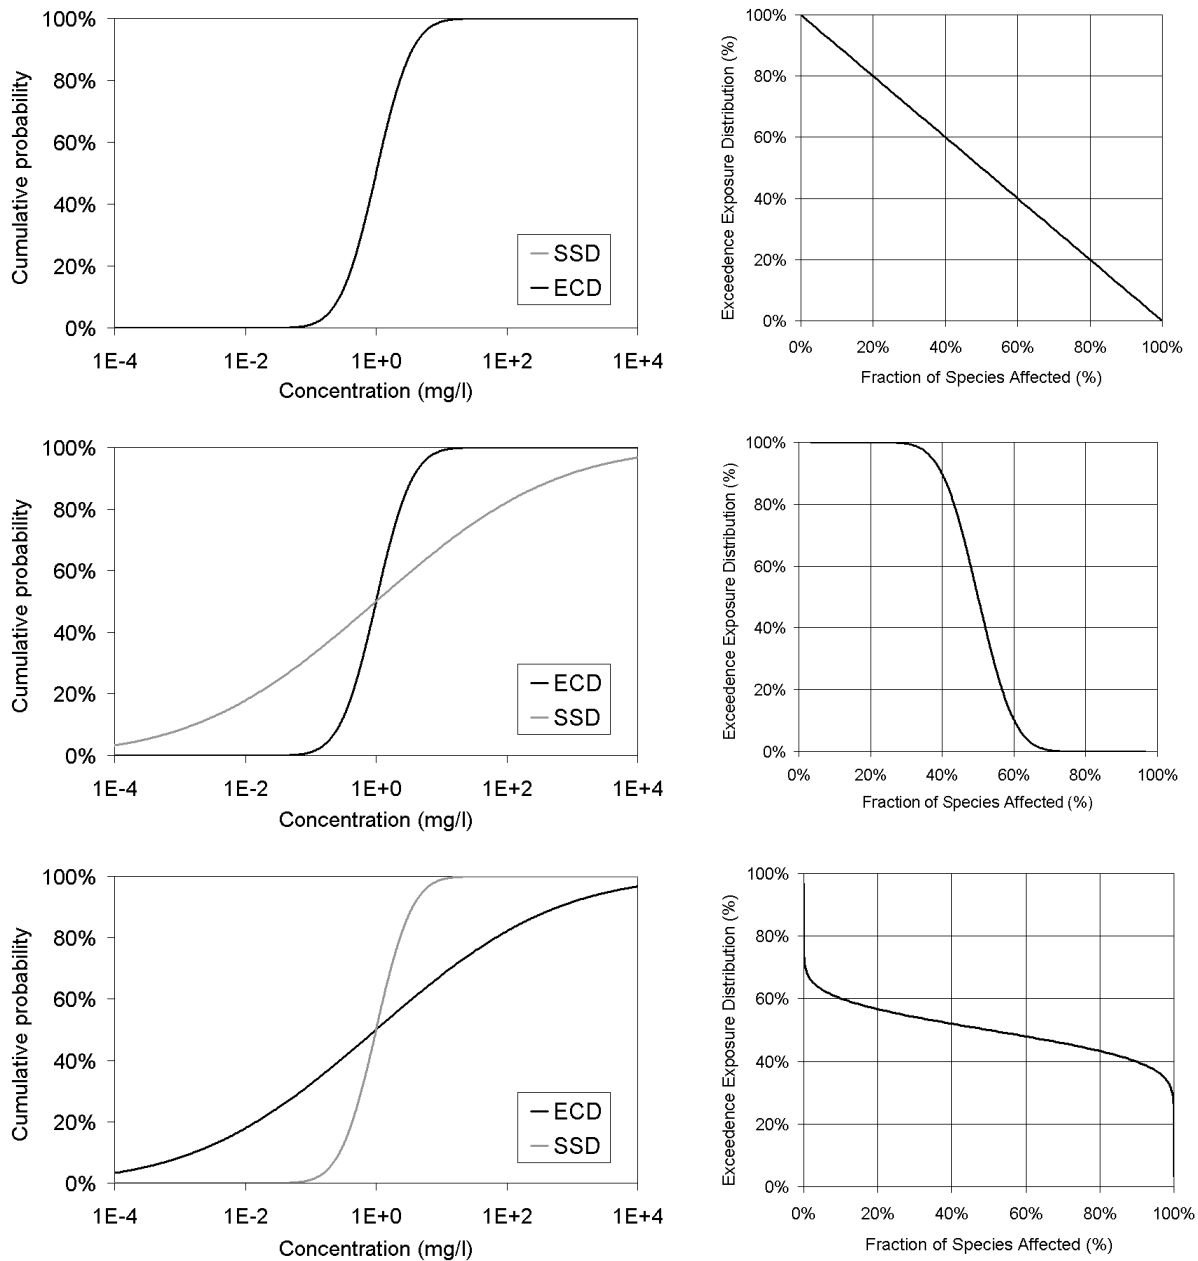 100%
80%
60%
40%
20%
0%
Cumulative probability
SSD
ECD
1E-4 1E-2 1E+0 1E+2 1E+4
Concentration (mg/l)
100%
80%
60%
40%
20%
0%
Exceedence Exposure Distribution (%)
0% 20% 40% 60% 80% 100%
Fraction of Species Affected (%)
100%
80%
60%
40%
20%
0%
Cumulative probability
ECD
SSD
1E-4 1E-2 1E+0 1E+2 1E+4
Concentration (mg/l)
100%
80%
60%
40%
20%
0%
Exceedence Exposure Distribution (%)
0% 20% 40% 60% 80% 100%
Fraction of Species Affected (%)
100%
80%
60%
40%
20%
0%
Cumulative probability
ECD
SSD
1E-4 1E-2 1E+0 1E+2 1E+4
Concentration (mg/l)
100%
80%
60%
40%
20%
0%
Exceedence Exposure Distribution (%)
0% 20% 40% 60% 80% 100%
Fraction of Species Affected (%)